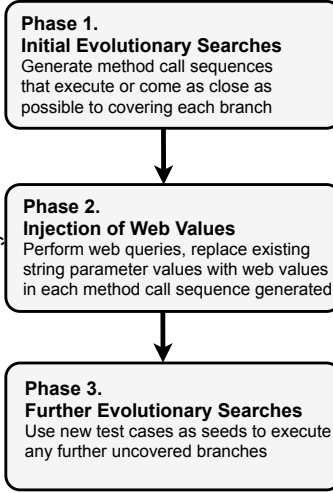 Phase 1.
Initial Evolutionary Searches
Generate method call sequences
that execute or come as close as
possible to covering each branch
Phase 2.
Injection of Web Values
Perform web queries, replace existing
string parameter values with web values
in each method call sequence generated
Phase 3.
Further Evolutionary Searches
Use new test cases as seeds to execute
any further uncovered branches